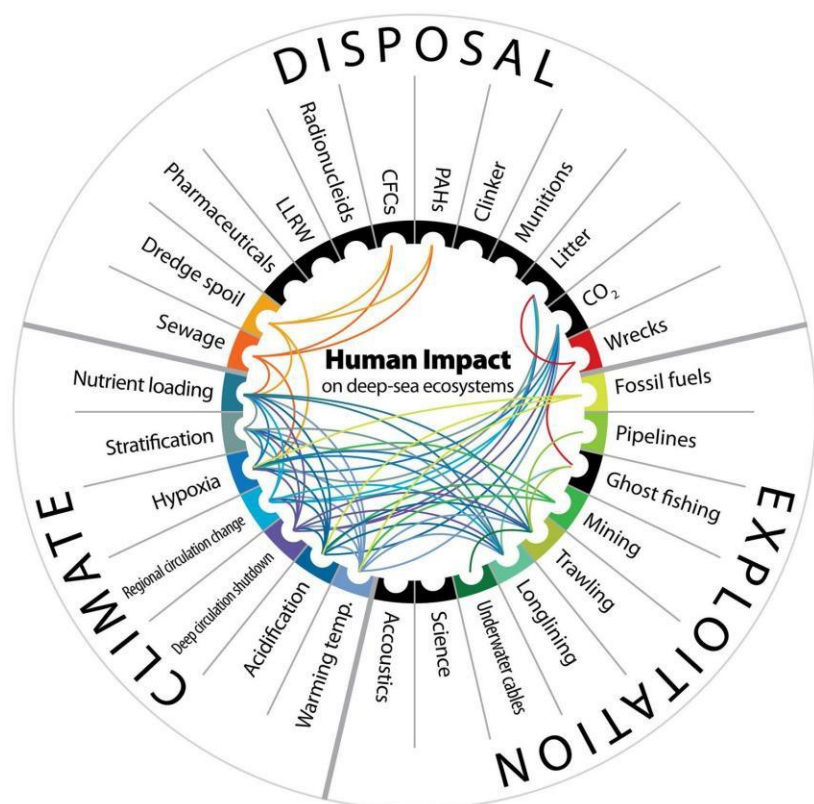 DISPOSAL
Sewage
Dredge spoil
Pharmaceuticals
LLRW
Radionucleids
CFCs
PAHs
Clinker
Munitions
Litter
CO₂
Wrecks
Human Impact
on deep-sea ecosystems
EXPLOITATION
Fossil fuels
Pipelines
Ghost fishing
Mining
Trawling
Longlining
Underwater cables
Science
Accoustics
CLIMATE
Nutrient loading
Stratification
Hypoxia
Regional circulation change
Deep circulation shutdown
Acidification
Warming temp.